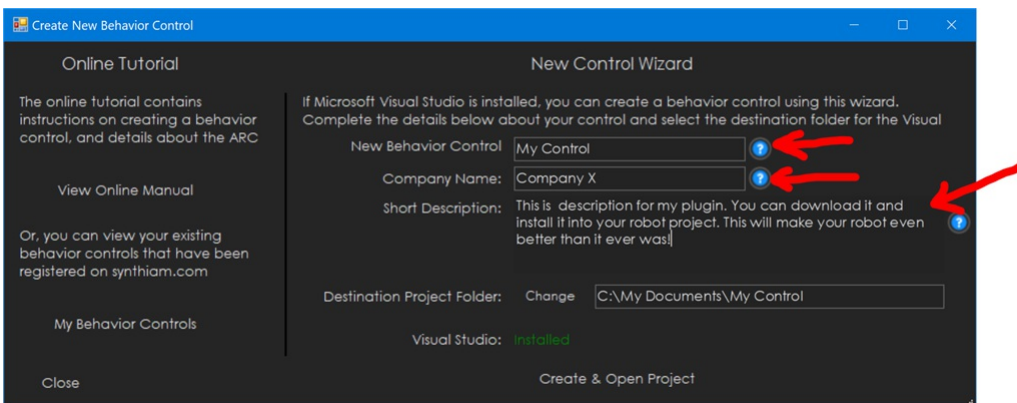 Create New Behavior Control
Online Tutorial
The online tutorial contains
instructions on creating a behavior
control, and details about the ARC
View Online Manual
Or, you can view your existing
behavior controls that have been
registered on synthiam.com
My Behavior Controls
Close
New Control Wizard
If Microsoft Visual Studio is installed, you can create a behavior control using this wizard.
Complete the details below about your control and select the destination folder for the Visual
New Behavior Control My Control ?
Company Name: Company X ?
Short Description: This is description for my plugin. You can download it and
install it into your robot project. This will make your robot even ?
better than it ever was!
Destination Project Folder: Change C:\My Documents\My Control
Visual Studio: Installed
Create & Open Project